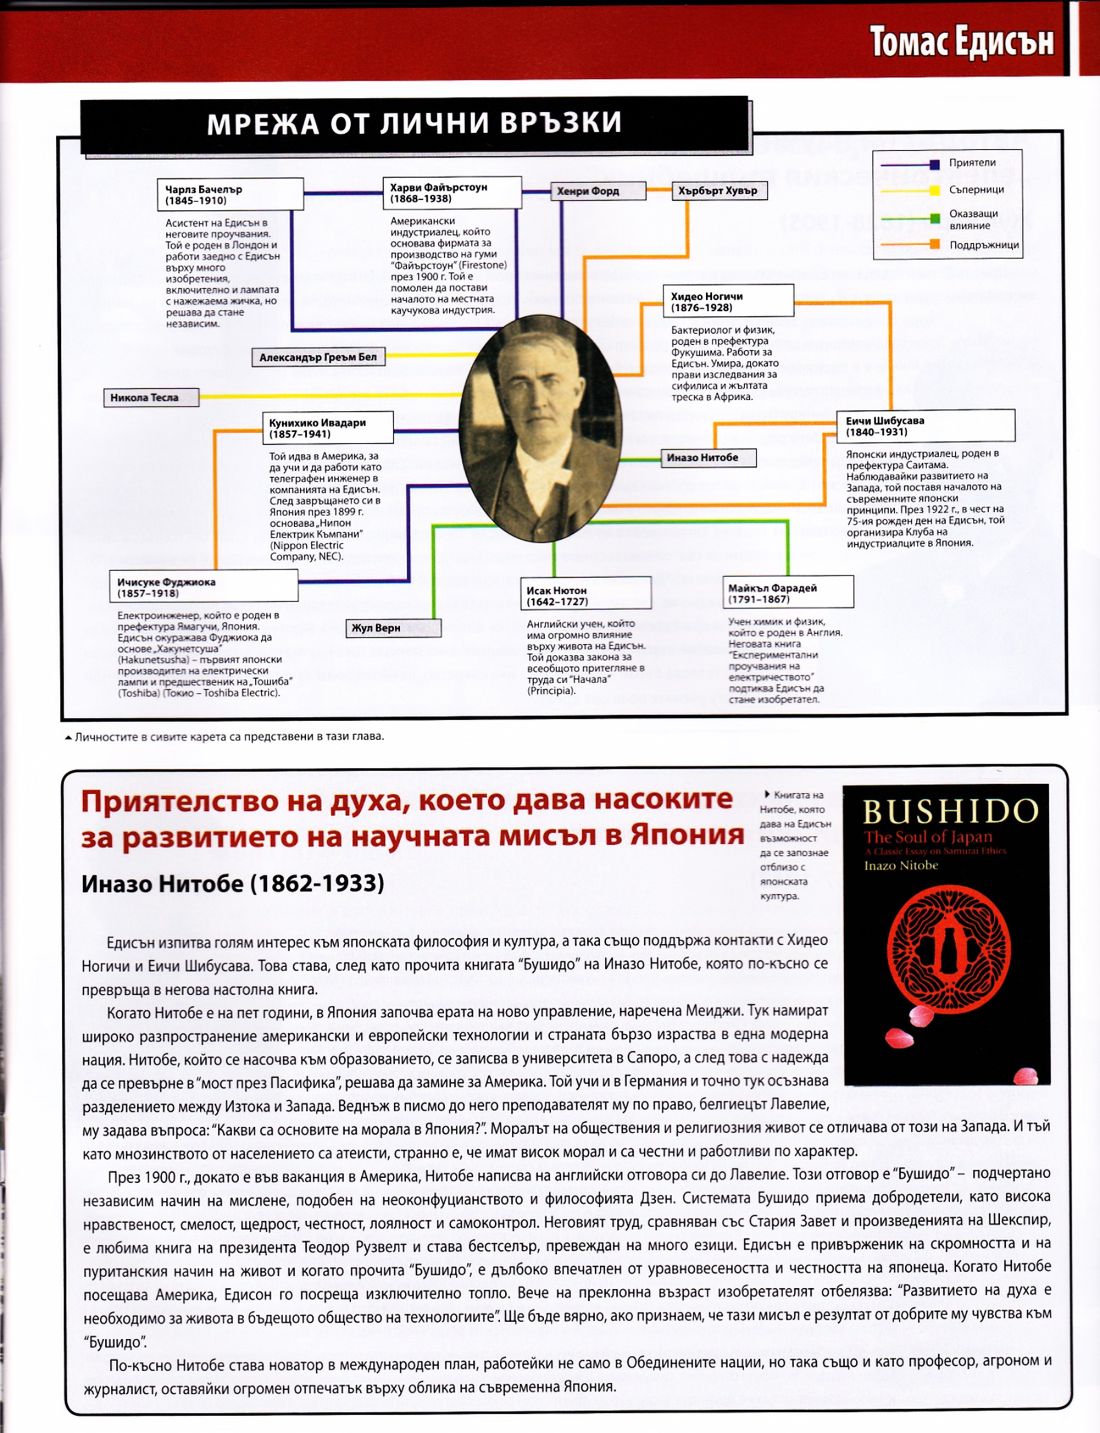 Томас Едисън
МРЕЖА ОТ ЛИЧНИ ВРЪЗКИ
Приятели
Съперници
Оказващи
влияние
Поддръжници
Чарлз Бачелър
(1845–1910)
Асистент на Едисън в
неговите проучвания.
Той е роден в Лондон и
работи заедно с Едисън
върху много
изобретения,
включително и лампата
с нажежаема жичка, но
решава да стане
независим.
Харви Файърстоун
(1868–1938)
Американски
индустриалец, който
основава фирмата за
производство на гуми
“Файърстоун” (Firestone)
през 1900 г. Той е
помолен да постави
началото на местната
каучукова индустрия.
Хенри Форд
Хърбърт Хувър
Хидео Ногичи
(1876–1928)
Бактериолог и физик,
роден в префектура
Фукушима. Работи за
Едисън. Умира, докато
прави изследвания за
сифилиса и жълтата
треска в Африка.
Александър Греъм Бел
Никола Тесла
Кунихико Ивадари
(1857–1941)
Той идва в Америка, за
да учи и да работи като
телеграфен инженер в
компанията на Едисън.
След завръщането си в
Япония през 1899 г.
основава „Нипон
Електрик Къмпани”
(Nippon Electric
Company, NEC).
Иназо Нитобе
Еичи Шибусава
(1840–1931)
Японски индустриалец, роден в
префектура Саитама.
Наблюдавайки развитието на
Запада, той поставя началото на
съвременните японски
принципи. През 1922 г., в чест на
75-ия рожден ден на Едисън, той
организира Клуба на
индустриалците в Япония.
Ичисуке Фуджиока
(1857–1918)
Електроинженер, който е роден в
префектура Ямагучи, Япония.
Едисън окуражава Фуджиока да
основе „Хакунетсуша”
(Hakunetsusha) – първият японски
производител на електрически
лампи и предшественик на „Тошиба”
(Toshiba) (Токио – Toshiba Electric).
Жул Верн
Исак Нютон
(1642–1727)
Английски учен, който
има огромно влияние
върху живота на Едисън.
Той доказва закона за
всеобщото притегляне в
труда си “Начала”
(Principia).
Майкъл Фарадей
(1791–1867)
Учен химик и физик,
който е роден в Англия.
Неговата книга
“Експериментални
проучвания на
електричеството”
подтиква Едисън да
стане изобретател.
Личностите в сивите карета са представени в тази глава.
Приятелство на духа, което дава насоките
за развитието на научната мисъл в Япония
Иназо Нитобе (1862-1933)
Книгата на
Нитобе, която
дава на Едисън
възможност
да се запознае
отблизо с
японската
култура.
BUSHIDO
The Soul of Japan
A Classic Essay on Samurai Ethics
Inazo Nitobe
Едисън изпитва голям интерес към японската философия и култура, а така също поддържа контакти с Хидео
Ногичи и Еичи Шибусава. Това става, след като прочита книгата “Бушидо” на Иназо Нитобе, която по-късно се
превръща в негова настолна книга.
Когато Нитобе е на пет години, в Япония започва ерата на ново управление, наречена Меиджи. Тук намират
широко разпространение американски и европейски технологии и страната бързо израства в една модерна
нация. Нитобе, който се насочва към образованието, се записва в университета в Сапоро, а след това с надежда
да се превърне в “мост през Пасифика”, решава да замине за Америка. Той учи и в Германия и точно тук осъзнава
разделението между Изтока и Запада. Веднъж в писмо до него преподавателят му по право, белгиецът Лавелие,
му задава въпроса: “Какви са основите на морала в Япония?”. Моралът на обществения и религиозния живот се отличава от този на Запада. И тъй
като мнозинството от населението са атеисти, странно е, че имат висок морал и са честни и работливи по характер.
През 1900 г., докато е във ваканция в Америка, Нитобе написва на английски отговора си до Лавелие. Този отговор е “Бушидо” – подчертано
независим начин на мислене, подобен на неоконфуцианството и философията Дзен. Системата Бушидо приема добродетели, като висока
нравственост, смелост, щедрост, честност, лоялност и самоконтрол. Неговият труд, сравняван със Стария Завет и произведенията на Шекспир,
е любима книга на президента Теодор Рузвелт и става бестселър, превеждан на много езици. Едисън е привърженик на скромността и на
пуританския начин на живот и когато прочита “Бушидо”, е дълбоко впечатлен от уравновесеността и честността на японеца. Когато Нитобе
посещава Америка, Едисон го посреща изключително топло. Вече на преклонна възраст изобретателят отбелязва: “Развитието на духа е
необходимо за живота в бъдещото общество на технологиите”. Ще бъде вярно, ако признаем, че тази мисъл е резултат от добрите му чувства към
“Бушидо”.
По-късно Нитобе става новатор в международен план, работейки не само в Обединените нации, но така също и като професор, агроном и
журналист, оставяйки огромен отпечатък върху облика на съвременна Япония.